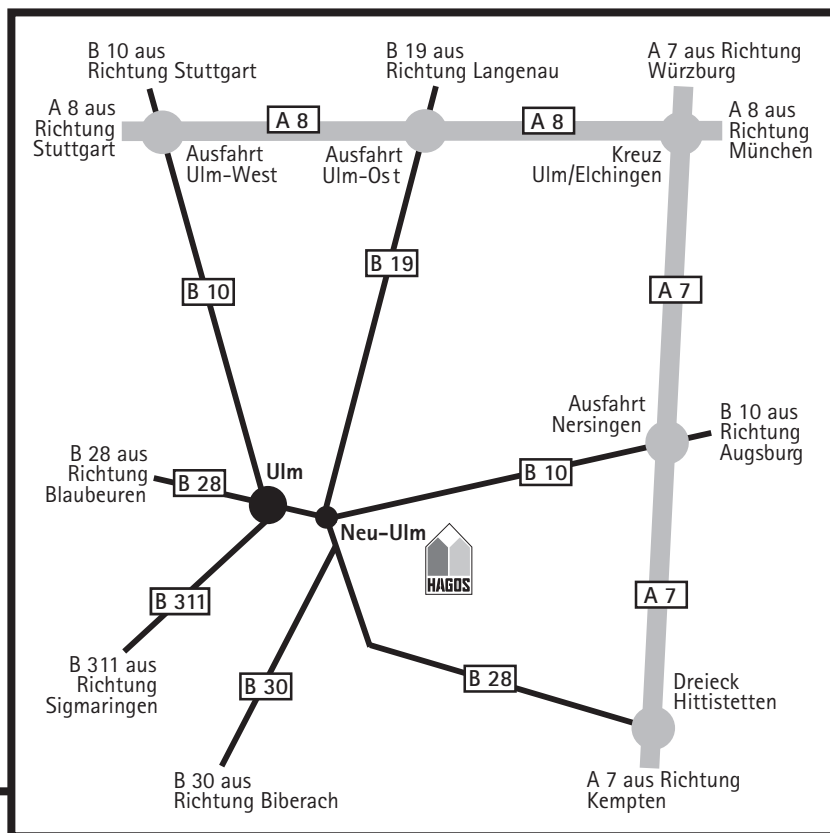 B 10 aus
Richtung Stuttgart
B 19 aus
Richtung Langenau
A 7 aus Richtung
Würzburg
A 8 aus
Richtung
Stuttgart
A 8
A 8
A 8 aus
Richtung
München
Ausfahrt
Ulm-West
Ausfahrt
Ulm-Ost
Kreuz
Ulm/Elchingen
B 19
B 10
A 7
Ausfahrt
Nersingen
B 10 aus
Richtung
Augsburg
B 28 aus
Richtung
Blaubeuren
B 28
Ulm
B 10
Neu-Ulm
HAGOS
B 311
A 7
B 311 aus
Richtung
Sigmaringen
B 30
B 28
Dreieck
Hittistetten
B 30 aus
Richtung Biberach
A 7 aus Richtung
Kempten